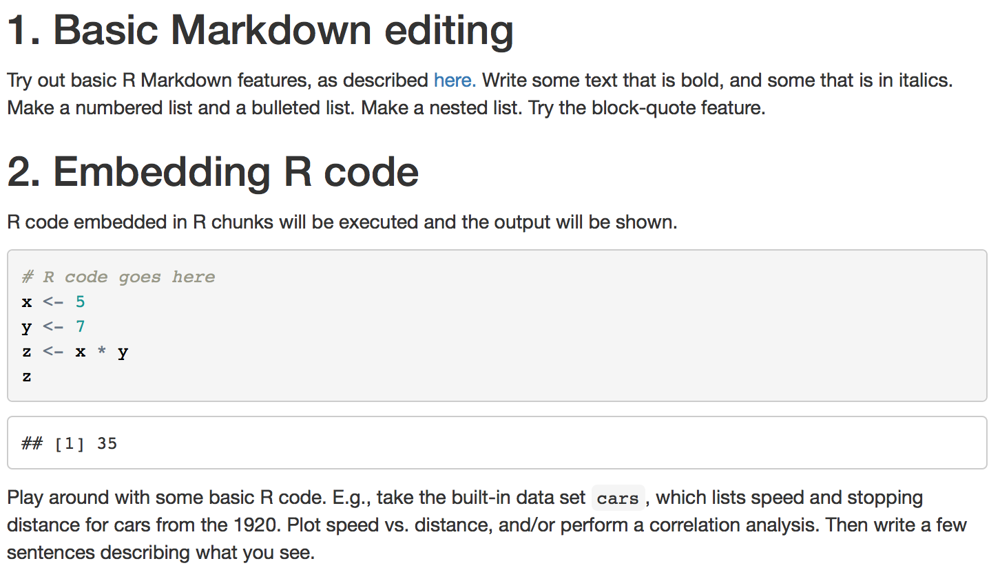 1. Basic Markdown editing
Try out basic R Markdown features, as described here. Write some text that is bold, and some that is in italics.
Make a numbered list and a bulleted list. Make a nested list. Try the block-quote feature.
2. Embedding R code
R code embedded in R chunks will be executed and the output will be shown.
# R code goes here
x <- 5
y <- 7
z <- x * y
z
## [1] 35
Play around with some basic R code. E.g., take the built-in data set cars, which lists speed and stopping
distance for cars from the 1920. Plot speed vs. distance, and/or perform a correlation analysis. Then write a few
sentences describing what you see.